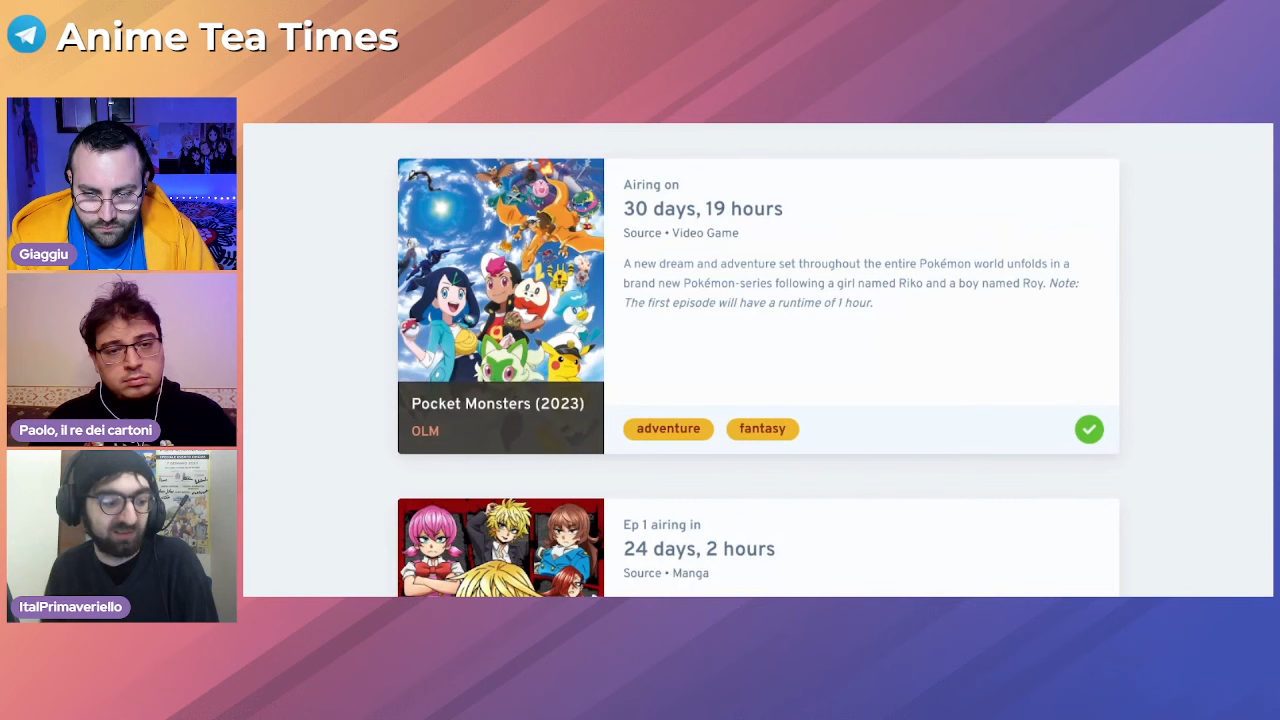 Anime Tea Times
Giaggiu
Paolo, il re dei cartoni
ItalPrimaveriello
Airing on
30 days, 19 hours
Source • Video Game
A new dream and adventure set throughout the entire Pokémon world unfolds in a
brand new Pokémon-series following a girl named Riko and a boy named Roy. Note:
The first episode will have a runtime of 1 hour.
Pocket Monsters (2023)
OLM
adventure
fantasy
Ep 1 airing in
24 days, 2 hours
Source • Manga